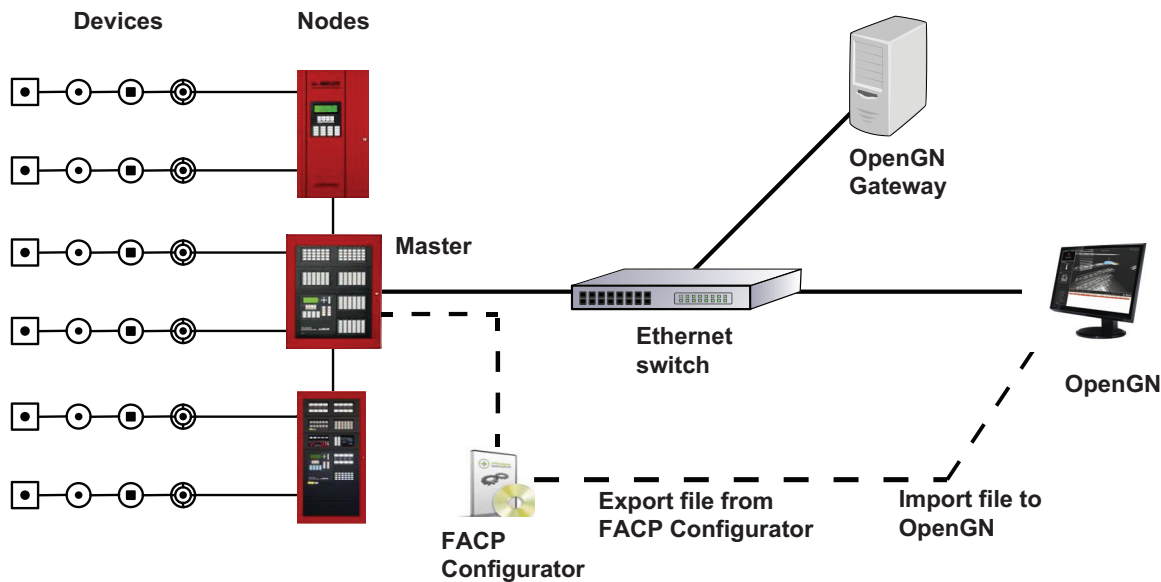 Devices
Nodes
OpenGN
Gateway
Master
Ethernet
switch
OpenGN
Export file from
FACP Configurator
Import file to
OpenGN
FACP
Configurator